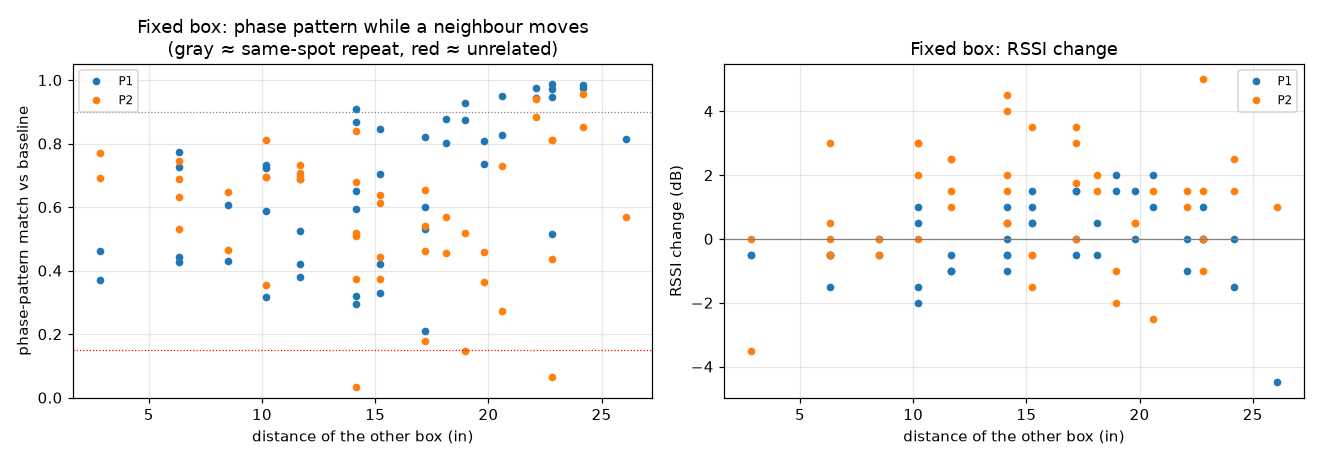 Fixed box: phase pattern while a neighbour moves
(gray ≈ same-spot repeat, red ≈ unrelated)
1.0
0.8
0.6
0.4
0.2
0.0
phase-pattern match vs baseline
P1
P2
5
10
15
20
25
distance of the other box (in)
Fixed box: RSSI change
4
2
0
−2
−4
RSSI change (dB)
P1
P2
5
10
15
20
25
distance of the other box (in)